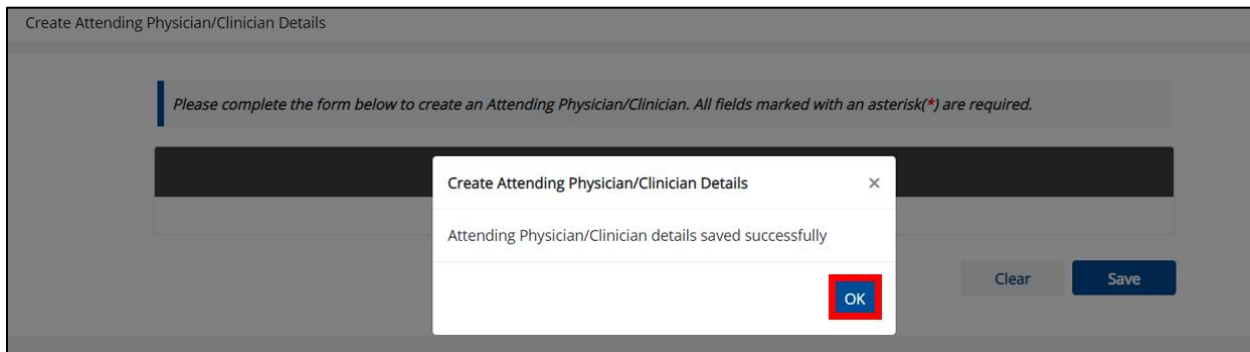 Create Attending Physician/Clinician Details
Please complete the form below to create an Attending Physician/Clinician. All fields marked with an asterisk(*) are required.
Create Attending Physician/Clinician Details ×
Attending Physician/Clinician details saved successfully
OK
Clear Save